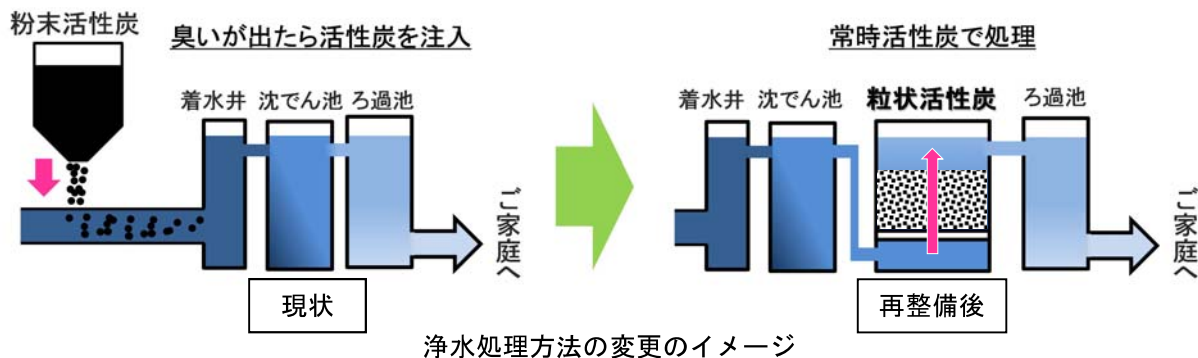 粉末活性炭
臭いが出たら活性炭を注入
着水井
沈でん池
ろ過池
ご家庭へ
現状
常時活性炭で処理
着水井
沈でん池
粒状活性炭
ろ過池
ご家庭へ
再整備後
浄水処理方法の変更のイメージ